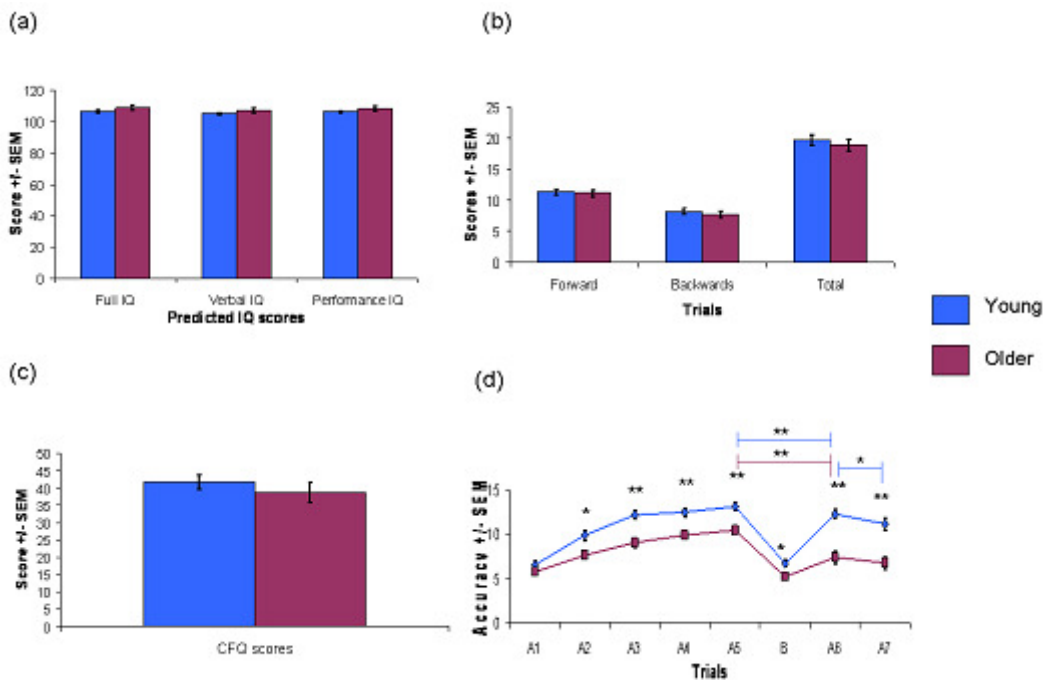 (a)
Score +/- SEM
120
100
80
60
40
20
0
Full IQ Verbal IQ Performance IQ
Predicted IQ scores
(b)
Scores +/- SEM
25
20
15
10
5
0
Forward Backwards Total
Trials
Young
Older
(c)
Score +/- SEM
50
45
40
35
30
25
20
15
10
5
0
CFQ scores
(d)
Accuracy +/- SEM
15
10
5
0
**
**
*
*
**
**
**
*
**
**
A1 A2 A3 A4 A5 B A6 A7
Trials